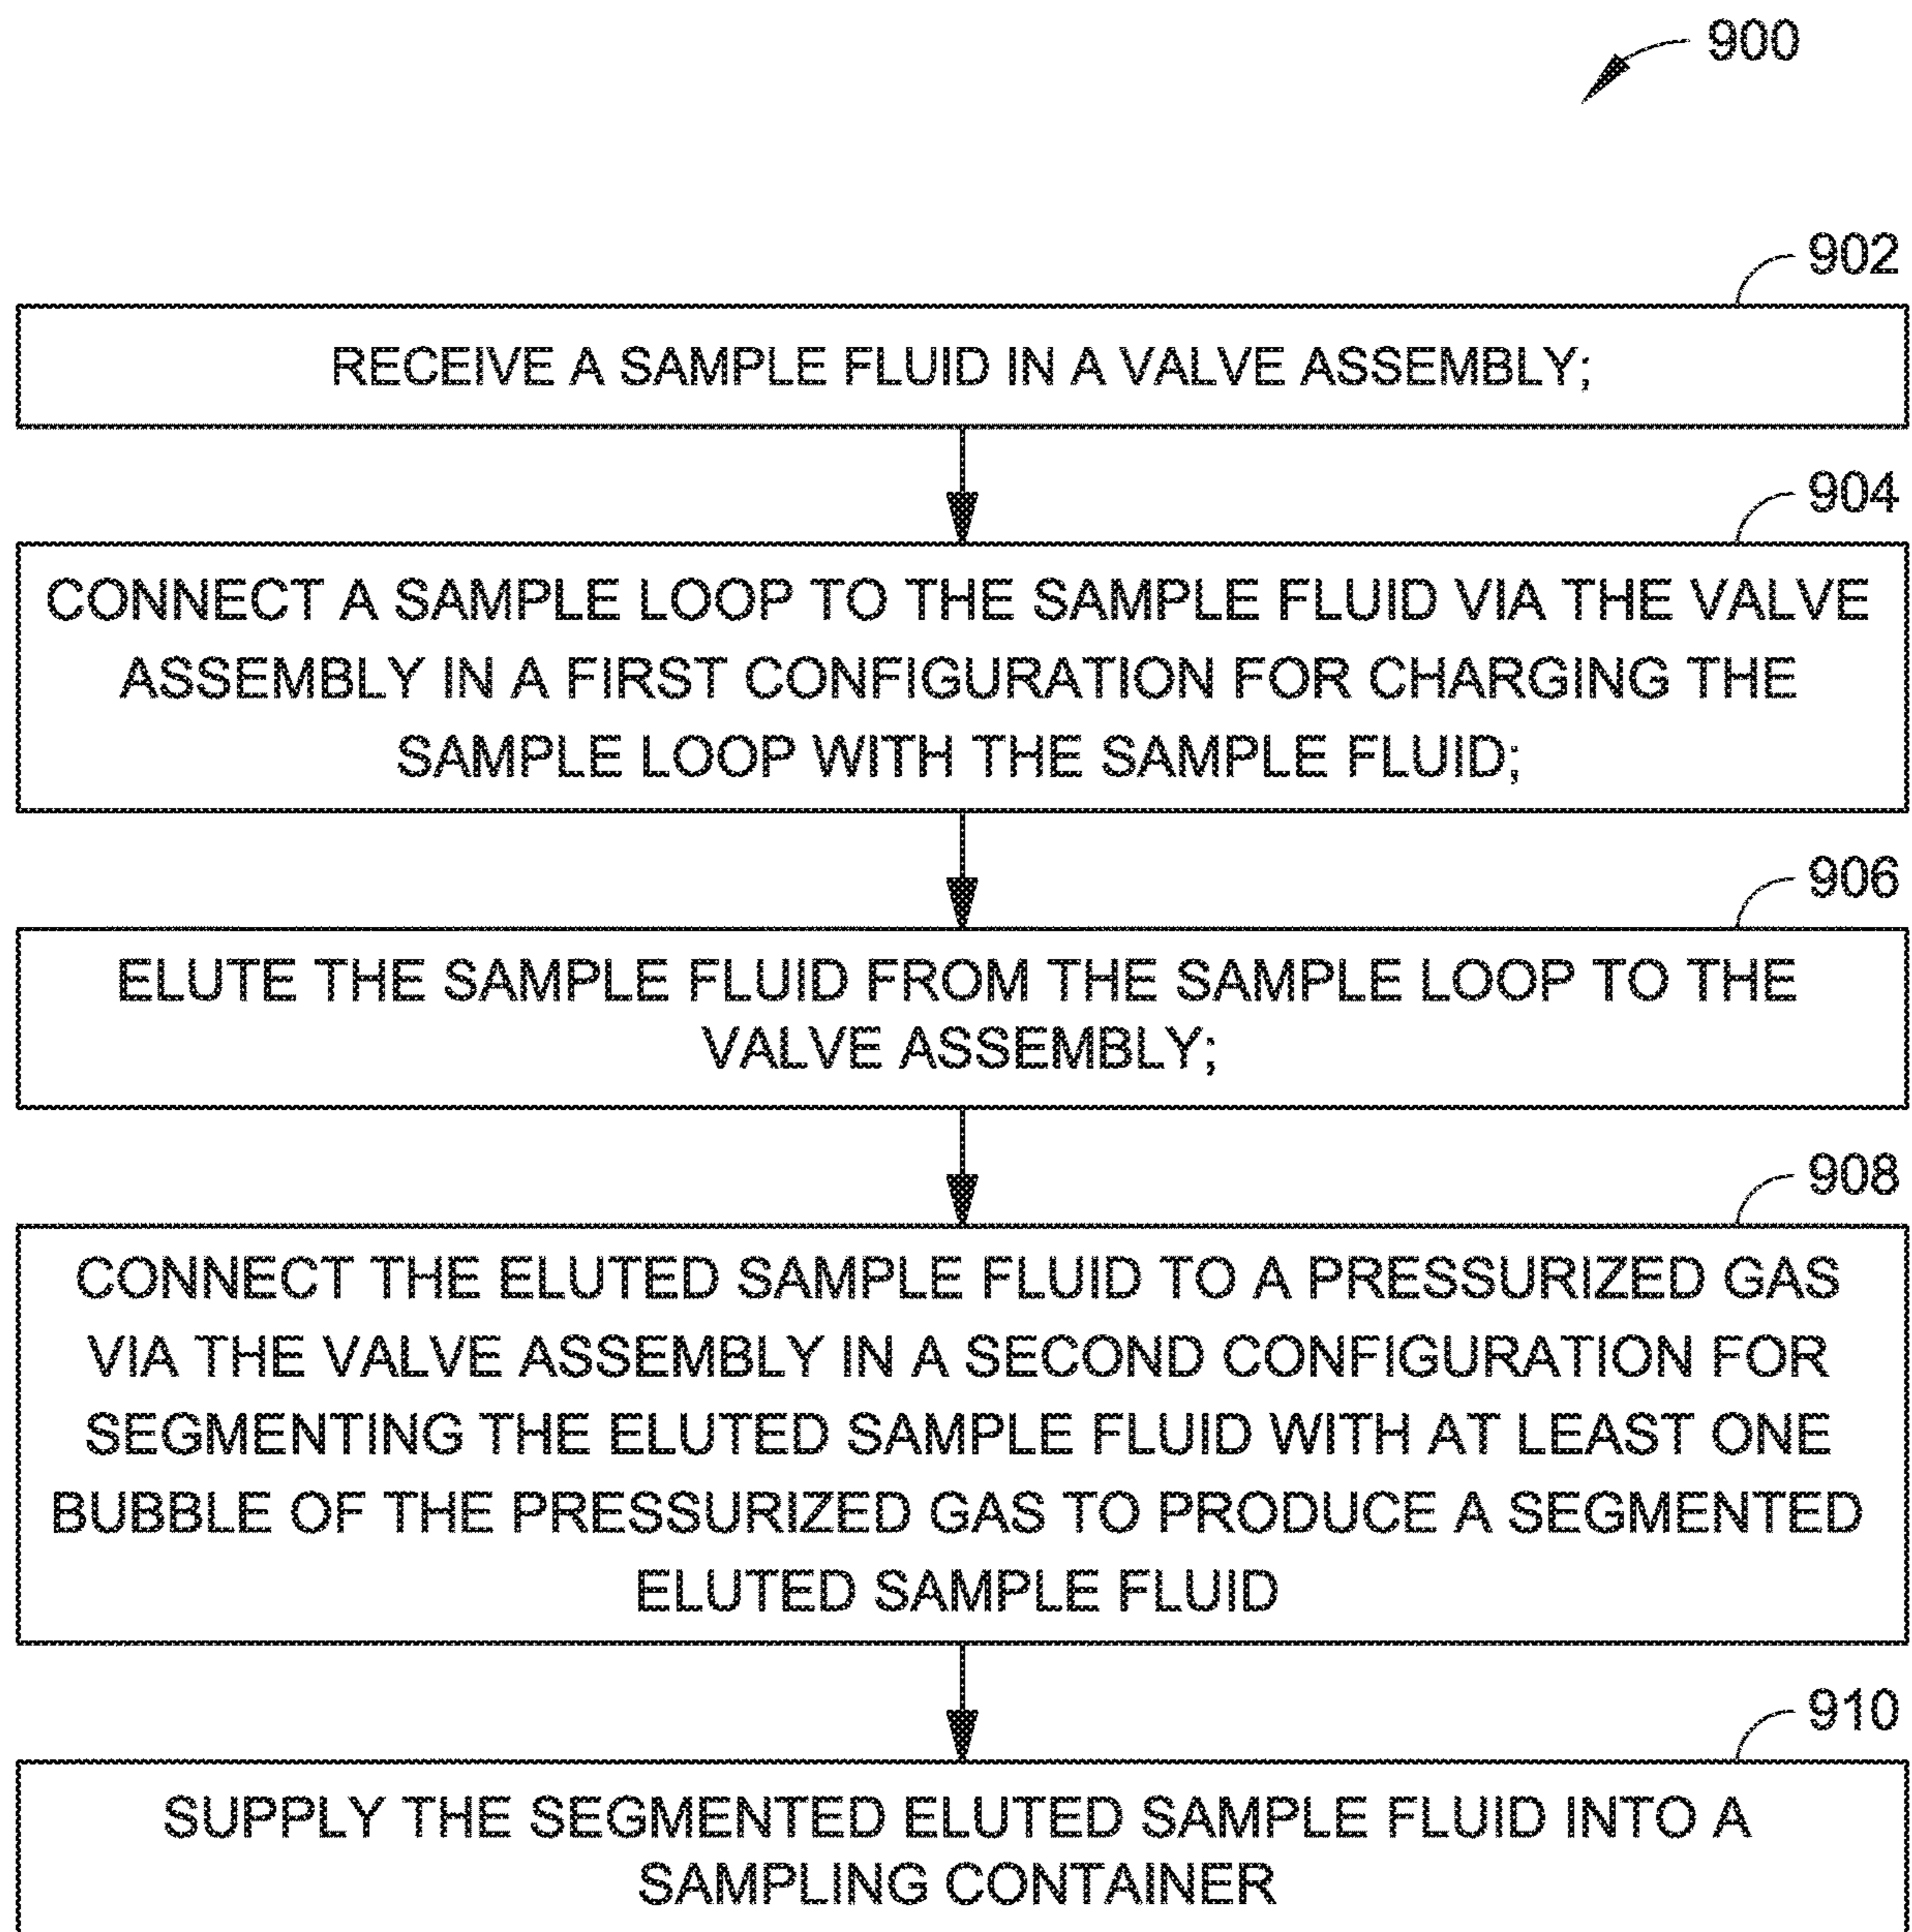 900
902
RECEIVE A SAMPLE FLUID IN A VALVE ASSEMBLY;
904
CONNECT A SAMPLE LOOP TO THE SAMPLE FLUID VIA THE VALVE
ASSEMBLY IN A FIRST CONFIGURATION FOR CHARGING THE
SAMPLE LOOP WITH THE SAMPLE FLUID;
906
ELUTE THE SAMPLE FLUID FROM THE SAMPLE LOOP TO THE
VALVE ASSEMBLY;
908
CONNECT THE ELUTED SAMPLE FLUID TO A PRESSURIZED GAS
VIA THE VALVE ASSEMBLY IN A SECOND CONFIGURATION FOR
SEGMENTING THE ELUTED SAMPLE FLUID WITH AT LEAST ONE
BUBBLE OF THE PRESSURIZED GAS TO PRODUCE A SEGMENTED
ELUTED SAMPLE FLUID
910
SUPPLY THE SEGMENTED ELUTED SAMPLE FLUID INTO A
SAMPLING CONTAINER